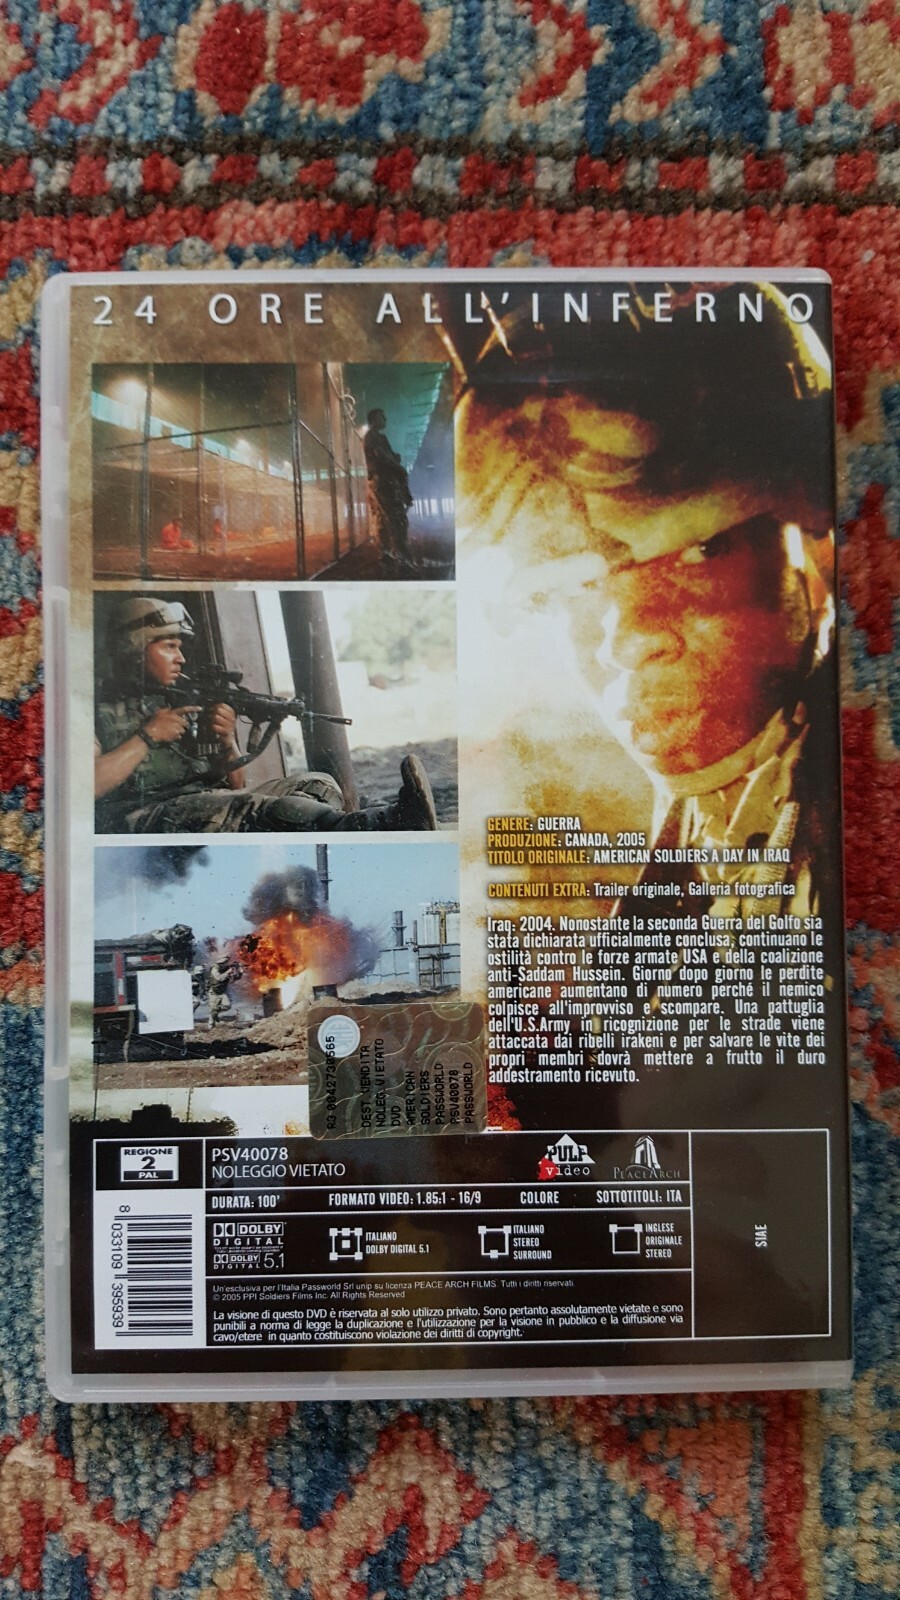 24 ORE ALL'INFERNO
GENERE: GUERRA
PRODUZIONE: CANADA, 2005
TITOLO ORIGINALE: AMERICAN SOLDIERS A DAY IN IRAQ
CONTENUTI EXTRA: Trailer originale, Galleria fotografica
Iraq: 2004. Nonostante la seconda Guerra del Golfo sia
stata dichiarata ufficialmente conclusa, continuano le
ostilità contro le forze armate USA e della coalizione
anti-Saddam Hussein. Giorno dopo giorno le perdite
americane aumentano di numero perché il nemico
colpisce all'improvviso e scompare. Una pattuglia
dell'U.S.Army in ricognizione per le strade viene
attaccata dai ribelli irakeni e per salvare le vite dei
propri membri dovrà mettere a frutto il duro
addestramento ricevuto.
DEST.VENDITA
NOLEG.VIETATO
DVD
AMERICAN
SOLDIERS
PASSWORLD
PSV40078
PASSWORLD
REGIONE
2
PAL
PSV40078
NOLEGGIO VIETATO
PULP
video
PEACE ARCH
DURATA: 100' FORMATO VIDEO: 1.85:1 - 16/9 COLORE SOTTOTITOLI: ITA
DOLBY
DIGITAL
DOLBY
DIGITAL 5.1
ITALIANO
DOLBY DIGITAL 5.1
ITALIANO
STEREO
SURROUND
INGLESE
ORIGINALE
STEREO
SIAE
8 033109 395939
Un'esclusiva per l'Italia Passworld Srl unip su licenza PEACE ARCH FILMS. Tutti i diritti riservati
© 2005 PPI Soldiers Films Inc. All Rights Reserved
La visione di questo DVD è riservata al solo utilizzo privato. Sono pertanto assolutamente vietate e sono
punibili a norma di legge la duplicazione e l'utilizzazione per la visione in pubblico e la diffusione via
cavo/etere in quanto costituiscono violazione dei diritti di copyright.